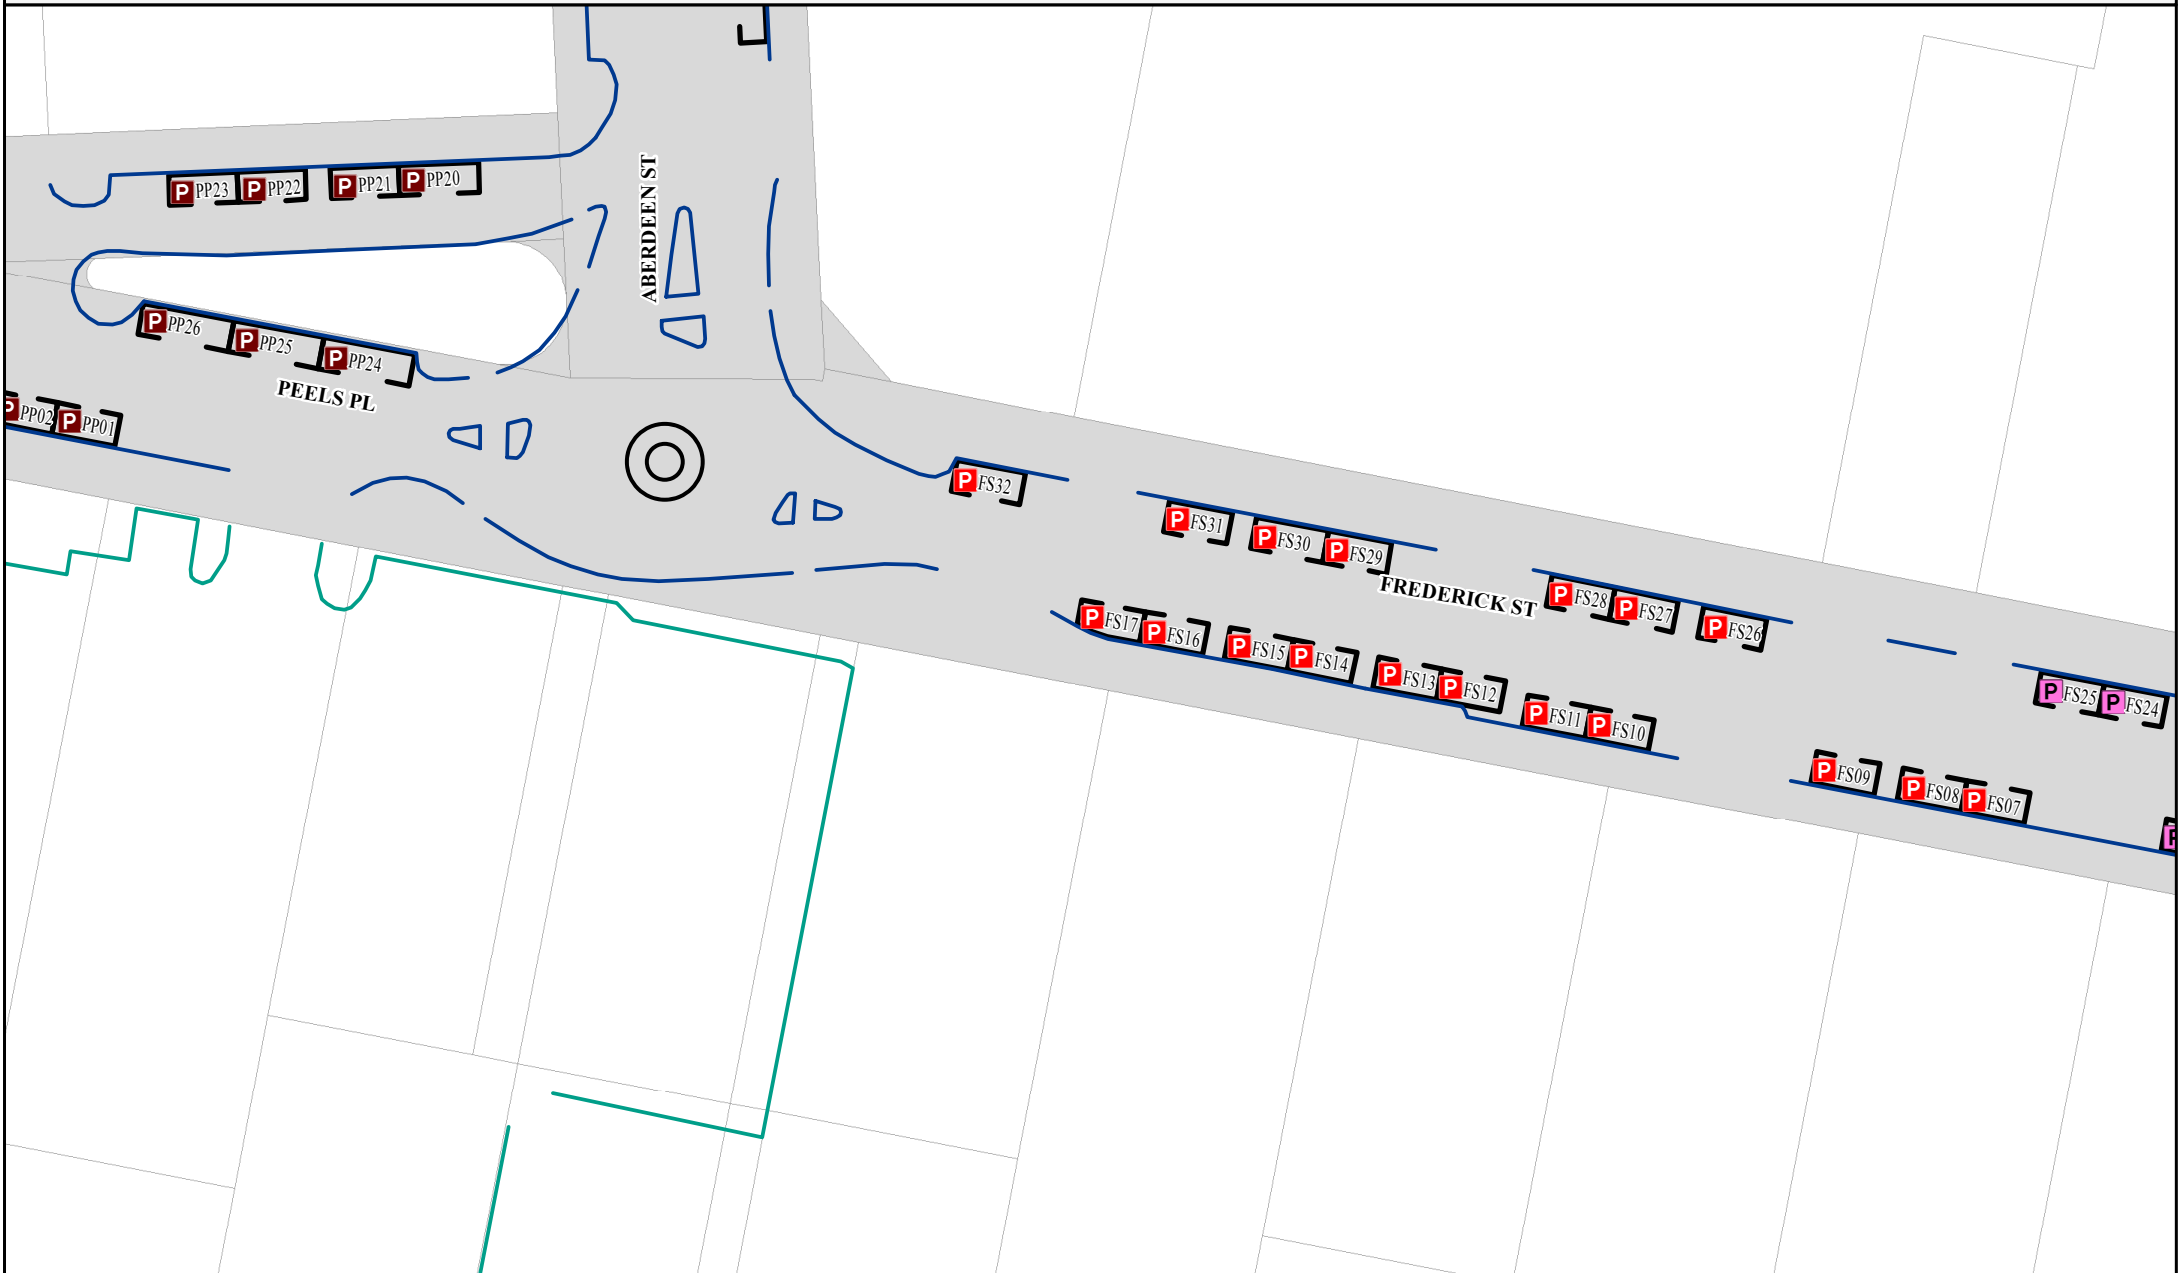 ABERDEEN ST
P PP23
P PP22
P PP21
P PP20
P PP26
P PP25
P PP24
PEELS PL
P PP02
P PP01
P FS32
P FS31
P FS30
P FS29
FREDERICK ST
P FS28
P FS27
P FS26
P FS25
P FS24
P FS17
P FS16
P FS15
P FS14
P FS13
P FS12
P FS11
P FS10
P FS09
P FS08
P FS07
P